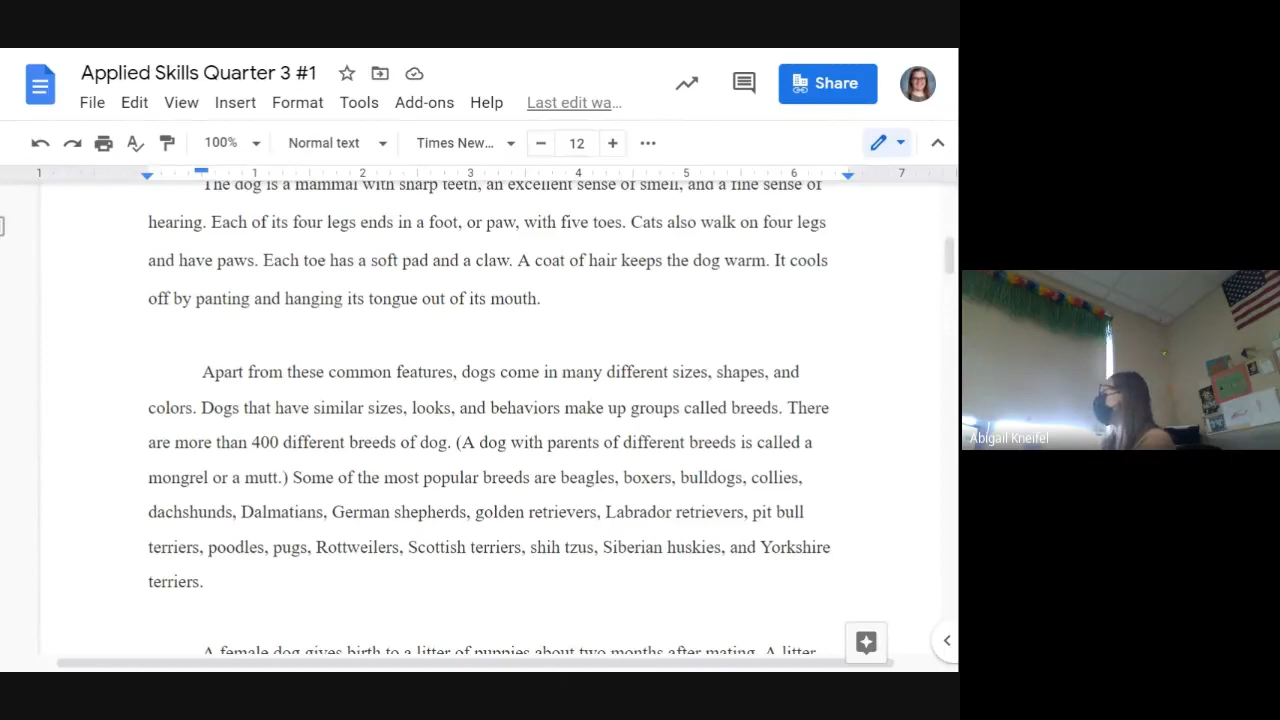 Applied Skills Quarter 3 #1
File Edit View Insert Format Tools Add-ons Help Last edit wa...
Share
100% Normal text Times New... 12
1 1 2 3 4 5 6 7
The dog is a mammal with sharp teeth, an excellent sense of smell, and a fine sense of
hearing. Each of its four legs ends in a foot, or paw, with five toes. Cats also walk on four legs
and have paws. Each toe has a soft pad and a claw. A coat of hair keeps the dog warm. It cools
off by panting and hanging its tongue out of its mouth.
Apart from these common features, dogs come in many different sizes, shapes, and
colors. Dogs that have similar sizes, looks, and behaviors make up groups called breeds. There
are more than 400 different breeds of dog. (A dog with parents of different breeds is called a
mongrel or a mutt.) Some of the most popular breeds are beagles, boxers, bulldogs, collies,
dachshunds, Dalmatians, German shepherds, golden retrievers, Labrador retrievers, pit bull
terriers, poodles, pugs, Rottweilers, Scottish terriers, shih tzus, Siberian huskies, and Yorkshire
terriers.
A female dog gives birth to a litter of puppies about two months after mating. A litter
Abigail Kneifel